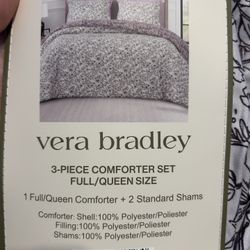 vera bradley
3-PIECE COMFORTER SET
FULL/QUEEN SIZE
1 Full/Queen Comforter + 2 Standard Shams
Comforter: Shell:100% Polyester/Poliester
Filling:100% Polyester/Poliester
Shams:100% Polyester/Poliester